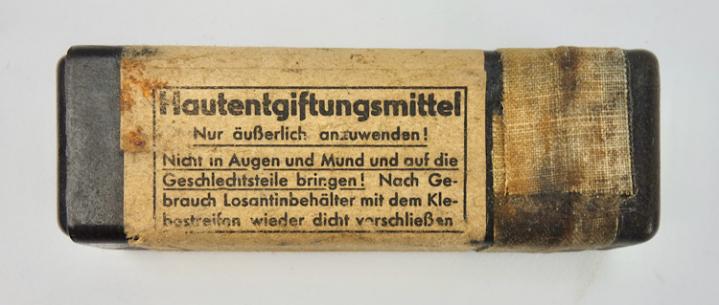 Hautentgiftungsmittel
Nur äußerlich anzuwenden!
Nicht in Augen und Mund und auf die
Geschlechtsteile bringen! Nach Ge-
brauch Losantinbehälter mit dem Kle-
bestreifen wieder dicht verschließen